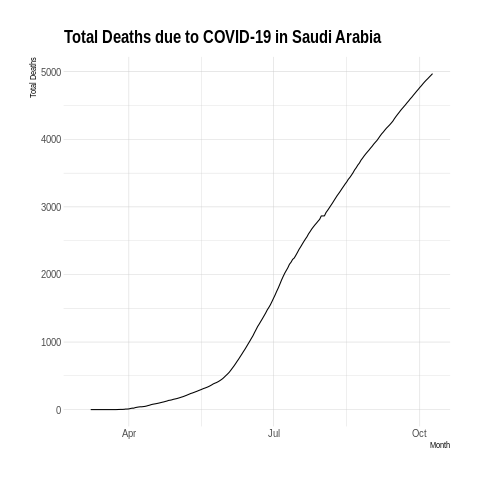 Total Deaths due to COVID-19 in Saudi Arabia
Total Deaths
5000
4000
3000
2000
1000
0
Apr Jul Oct
Month